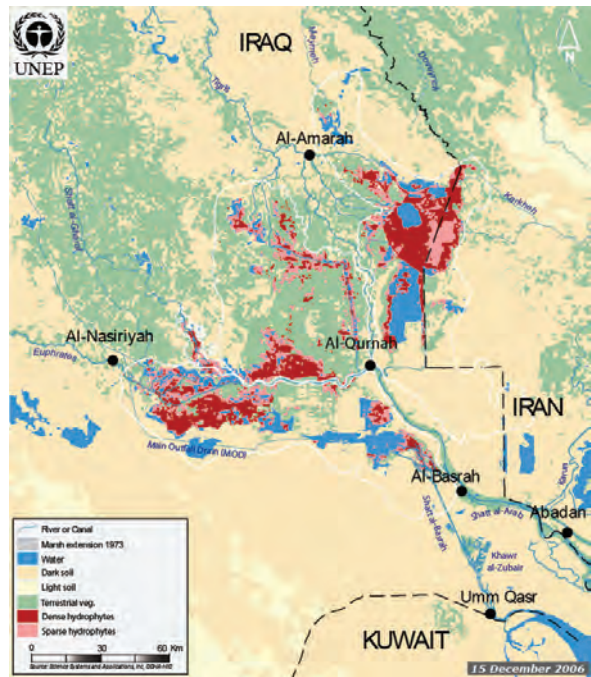 UNEP
IRAQ
N
Tigris
Al-Amarah
Karkheh
Shatt al-Gharraf
Al-Nasiriyah
Euphrates
Al-Qurnah
IRAN
Main Outfall Drain (MOD)
Al-Basrah
Shatt al-Arab
Karun
Abadan
Shatt al-Basrah
Khawr
al-Zubair
Umm Qasr
KUWAIT
River or Canal
Marsh extension 1973
Water
Dark soil
Light soil
Terrestrial veg.
Dense hydrophytes
Sparse hydrophytes
0 30 60 Km
15 December 2006